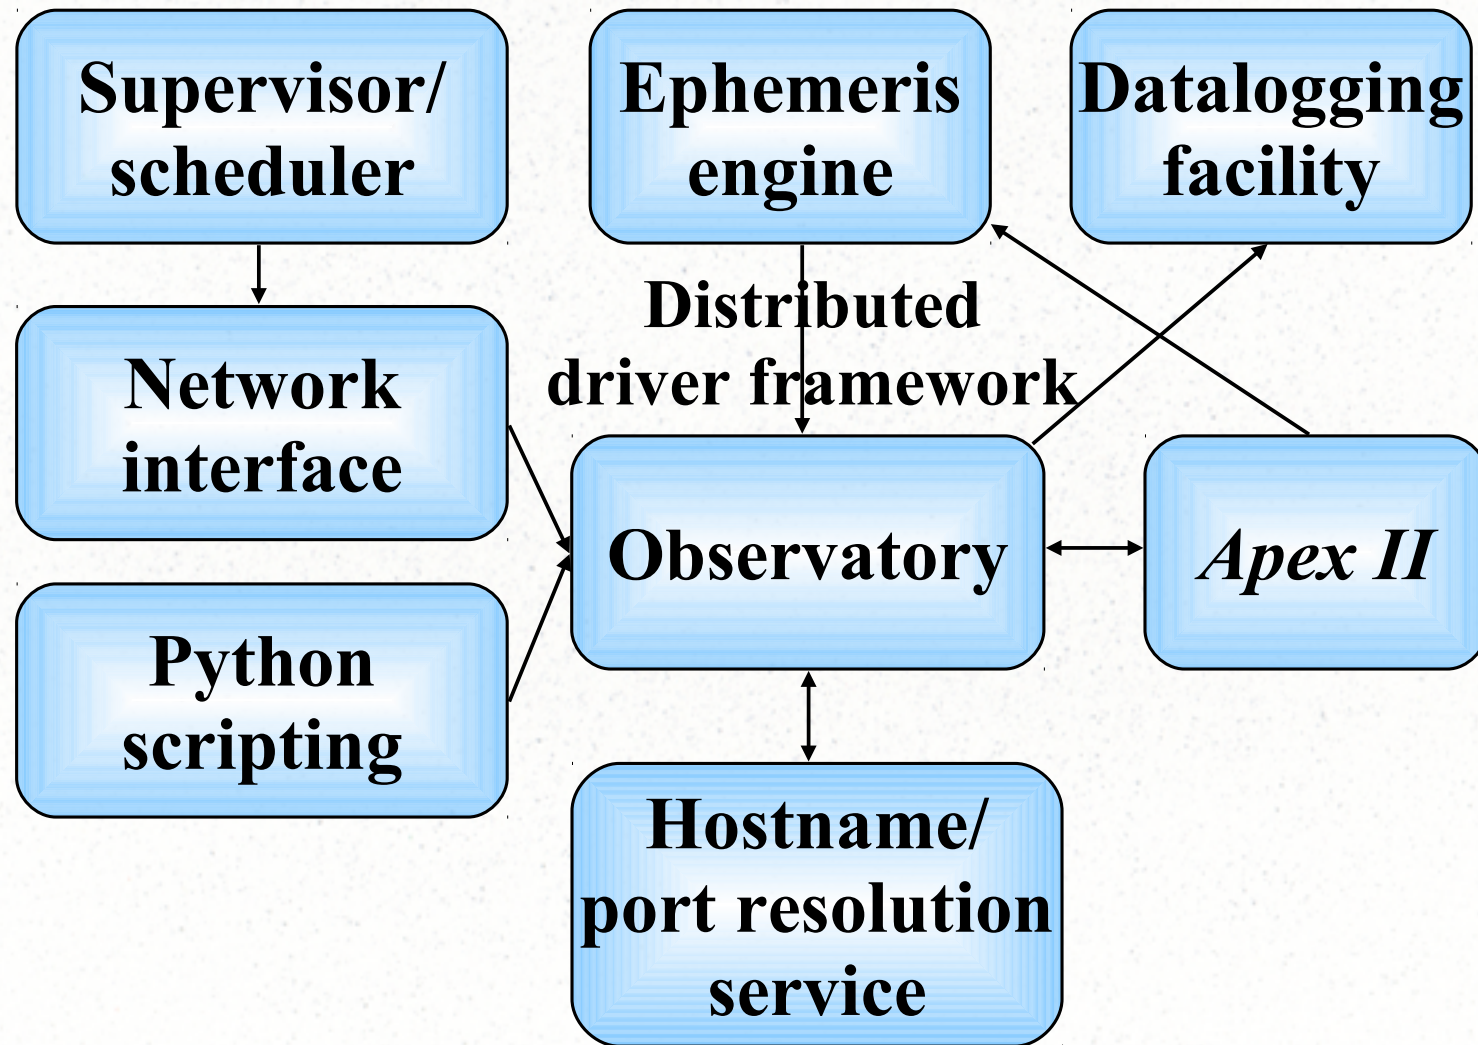 Supervisor/
scheduler
Ephemeris
engine
Datalogging
facility
Distributed
driver framework
Network
interface
Observatory
Apex II
Python
scripting
Hostname/
port resolution
service